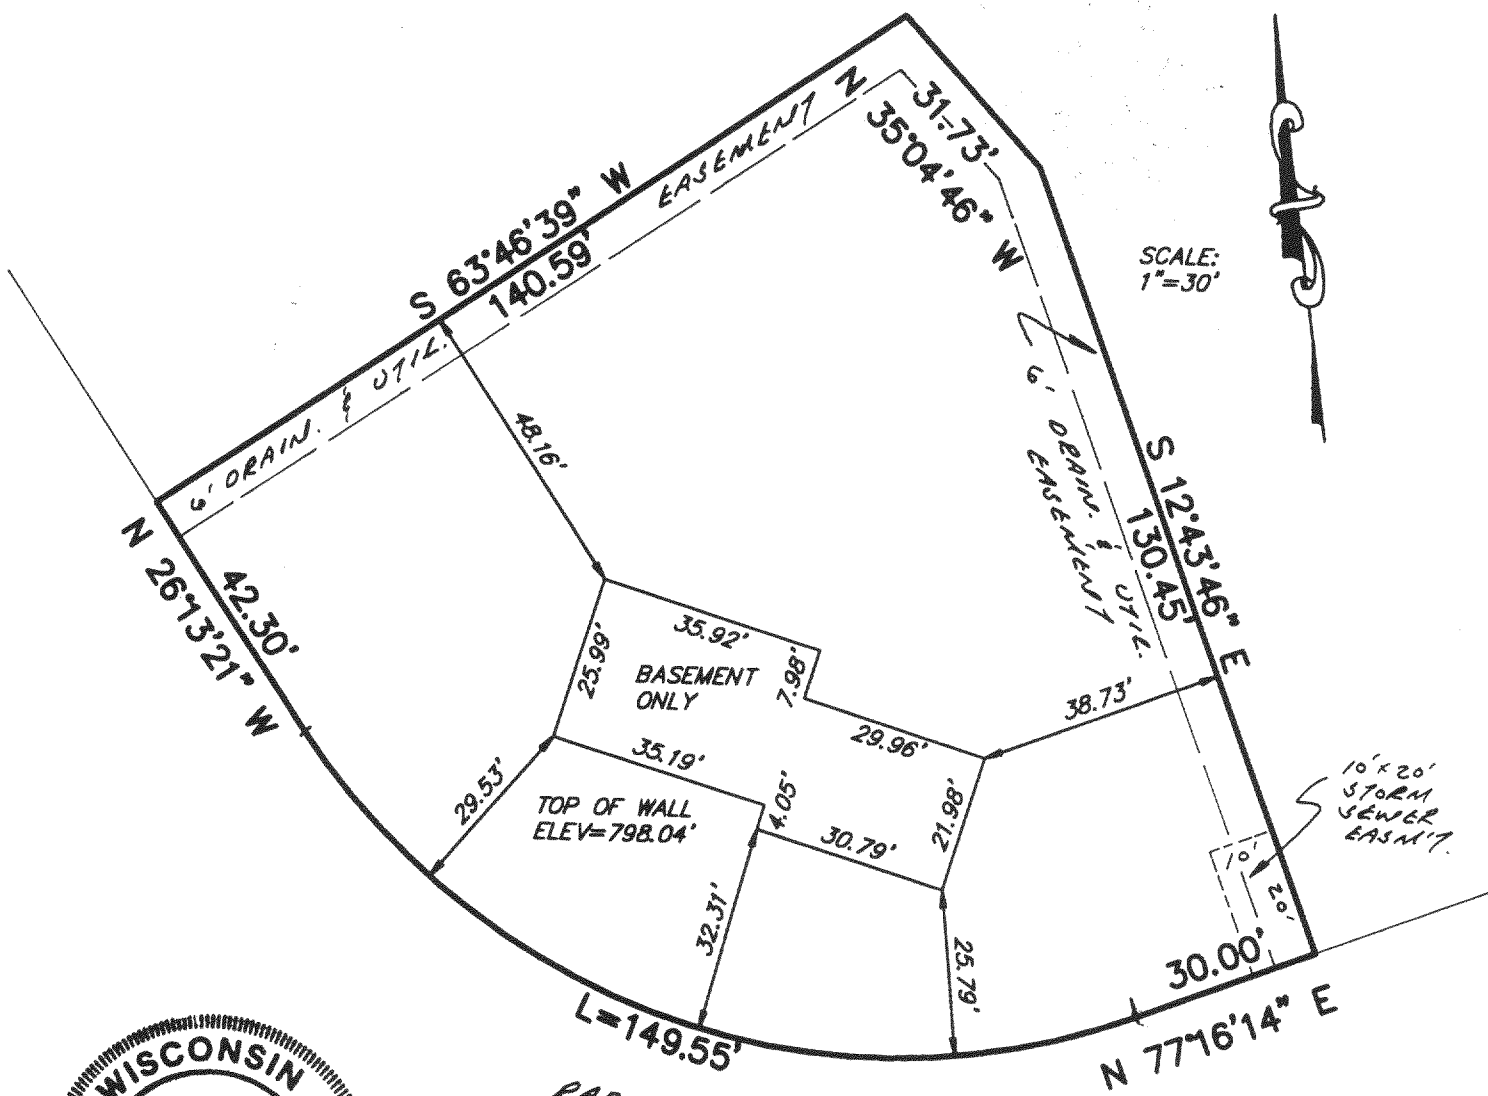 S 63°46'39" W
140.59'
6' DRAIN. & UTIL. EASEMENT
31.73'
N 35°04'46" W
SCALE:
1"=30'
48.16'
6' DRAIN. & UTIL.
EASEMENT
S 12°43'46" E
130.45'
N 26°13'21" W
42.30'
35.92'
25.99'
BASEMENT
ONLY
7.98'
29.96'
38.73'
35.19'
29.53'
TOP OF WALL
ELEV=798.04'
4.05'
30.79'
21.98'
10' x 20'
STORM
SEWER
EASM'T.
10'
20'
32.31'
25.79'
30.00'
N 77°16'14" E
L=149.55'
WISCONSIN